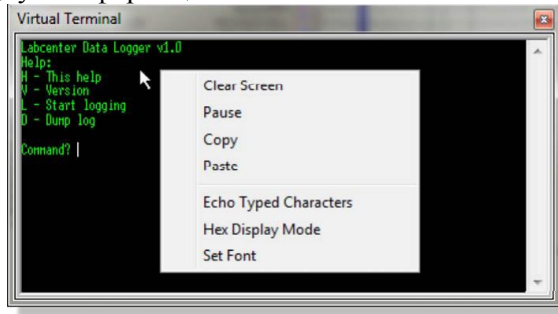 Virtual Terminal
Labcenter Data Logger v1.0
Help:
H - This help
V - Version
L - Start logging
D - Dump log
Command?
Clear Screen
Pause
Copy
Paste
Echo Typed Characters
Hex Display Mode
Set Font